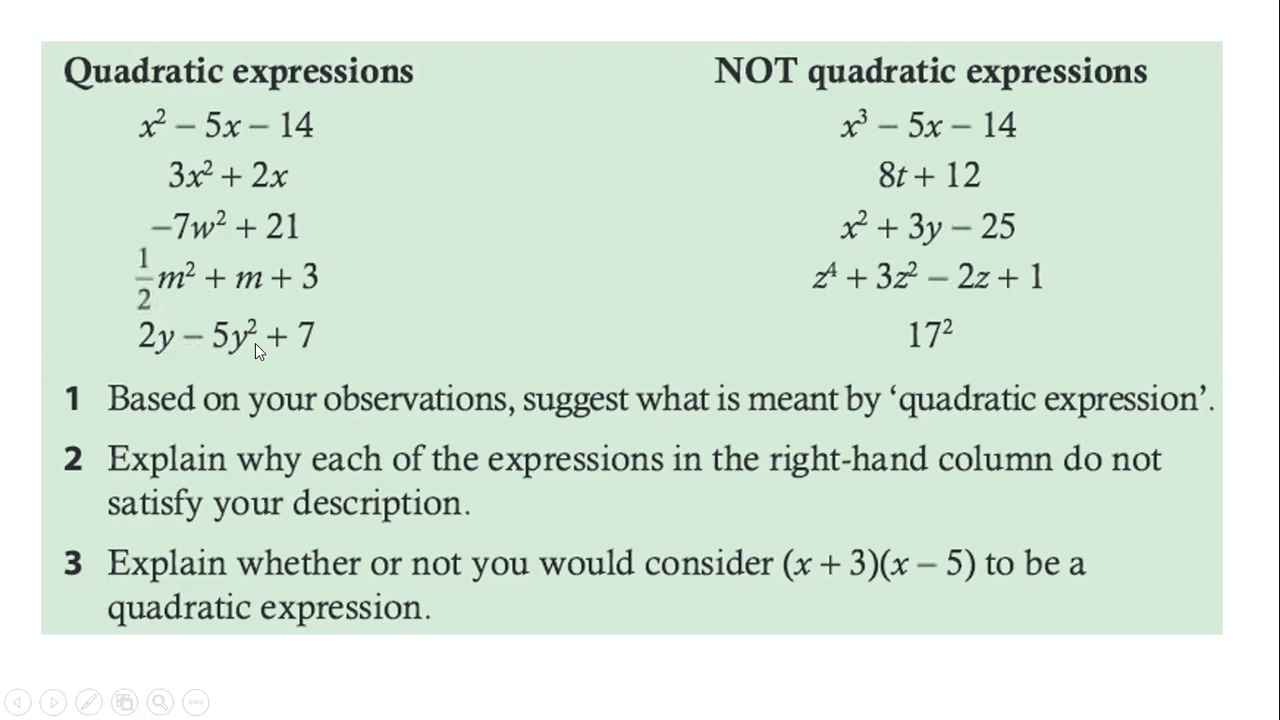 Quadratic expressions NOT quadratic expressions
x² – 5x – 14 x³ – 5x – 14
3x² + 2x 8t + 12
–7w² + 21 x² + 3y – 25
1/2 m² + m + 3 z⁴ + 3z² – 2z + 1
2y – 5y² + 7 17²
1 Based on your observations, suggest what is meant by ‘quadratic expression’.
2 Explain why each of the expressions in the right-hand column do not
satisfy your description.
3 Explain whether or not you would consider (x + 3)(x – 5) to be a
quadratic expression.